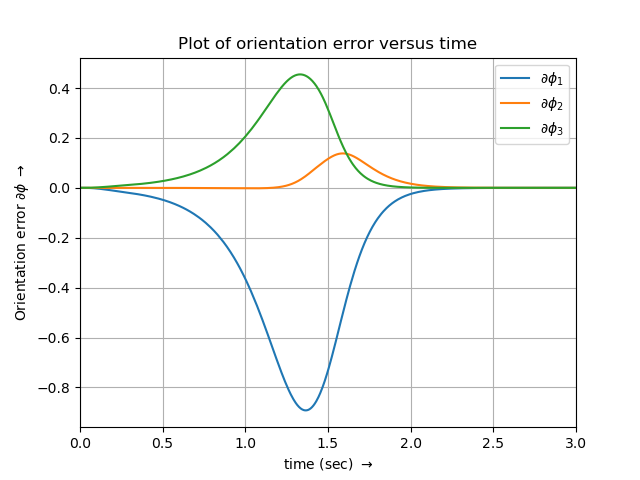 Plot of orientation error versus time
Orientation error ∂ϕ →
0.4
0.2
0.0
−0.2
−0.4
−0.6
−0.8
∂ϕ₁
∂ϕ₂
∂ϕ₃
0.0 0.5 1.0 1.5 2.0 2.5 3.0
time (sec) →